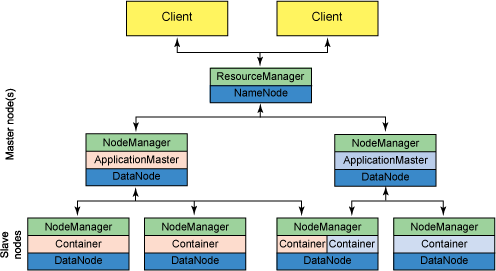 Client
Client
Master node(s)
ResourceManager
NameNode
NodeManager
ApplicationMaster
DataNode
NodeManager
ApplicationMaster
DataNode
Slave
nodes
NodeManager
Container
DataNode
NodeManager
Container
DataNode
NodeManager
Container Container
DataNode
NodeManager
Container
DataNode